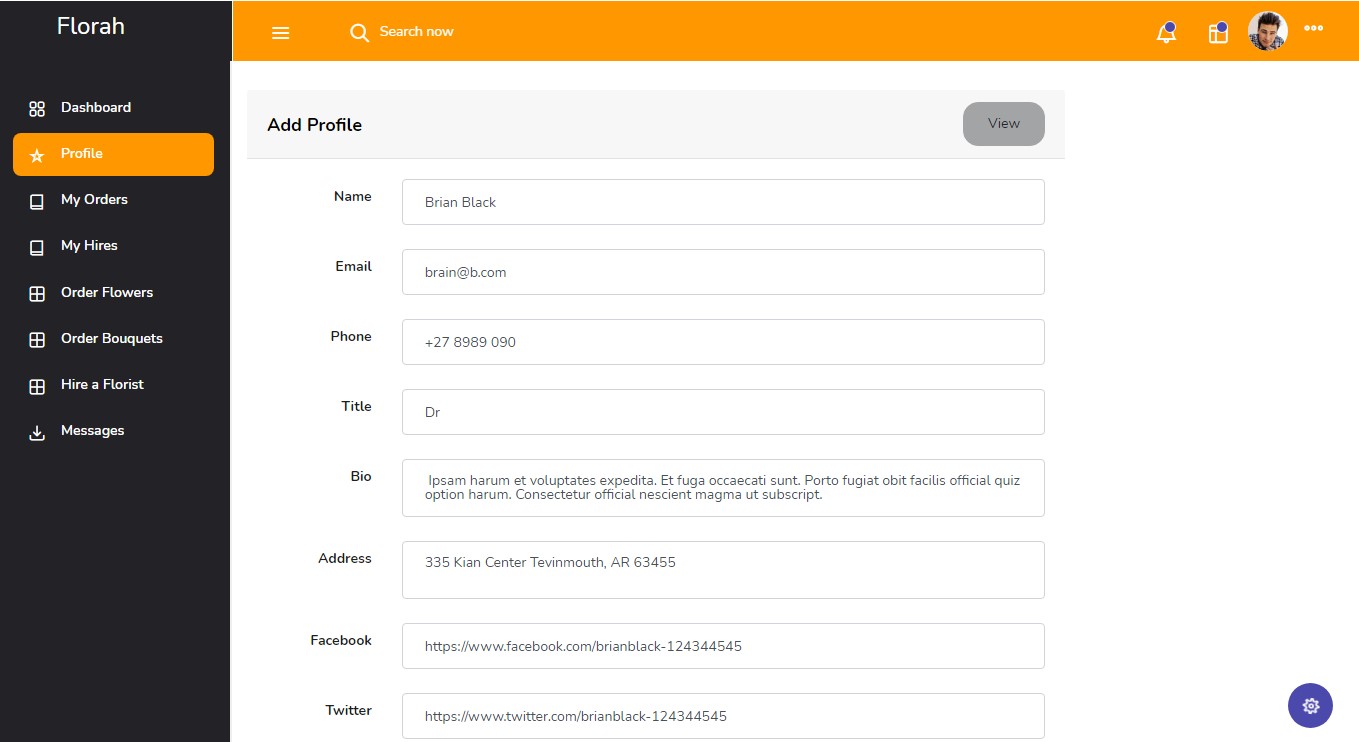 Florah
Search now
Dashboard
Profile
My Orders
My Hires
Order Flowers
Order Bouquets
Hire a Florist
Messages
Add Profile
View
Name
Brian Black
Email
brain@b.com
Phone
+27 8989 090
Title
Dr
Bio
Ipsam harum et voluptates expedita. Et fuga occaecati sunt. Porto fugiat obit facilis official quiz
option harum. Consectetur official nescient magma ut subscript.
Address
335 Kian Center Tevinmouth, AR 63455
Facebook
https://www.facebook.com/brianblack-124344545
Twitter
https://www.twitter.com/brianblack-124344545